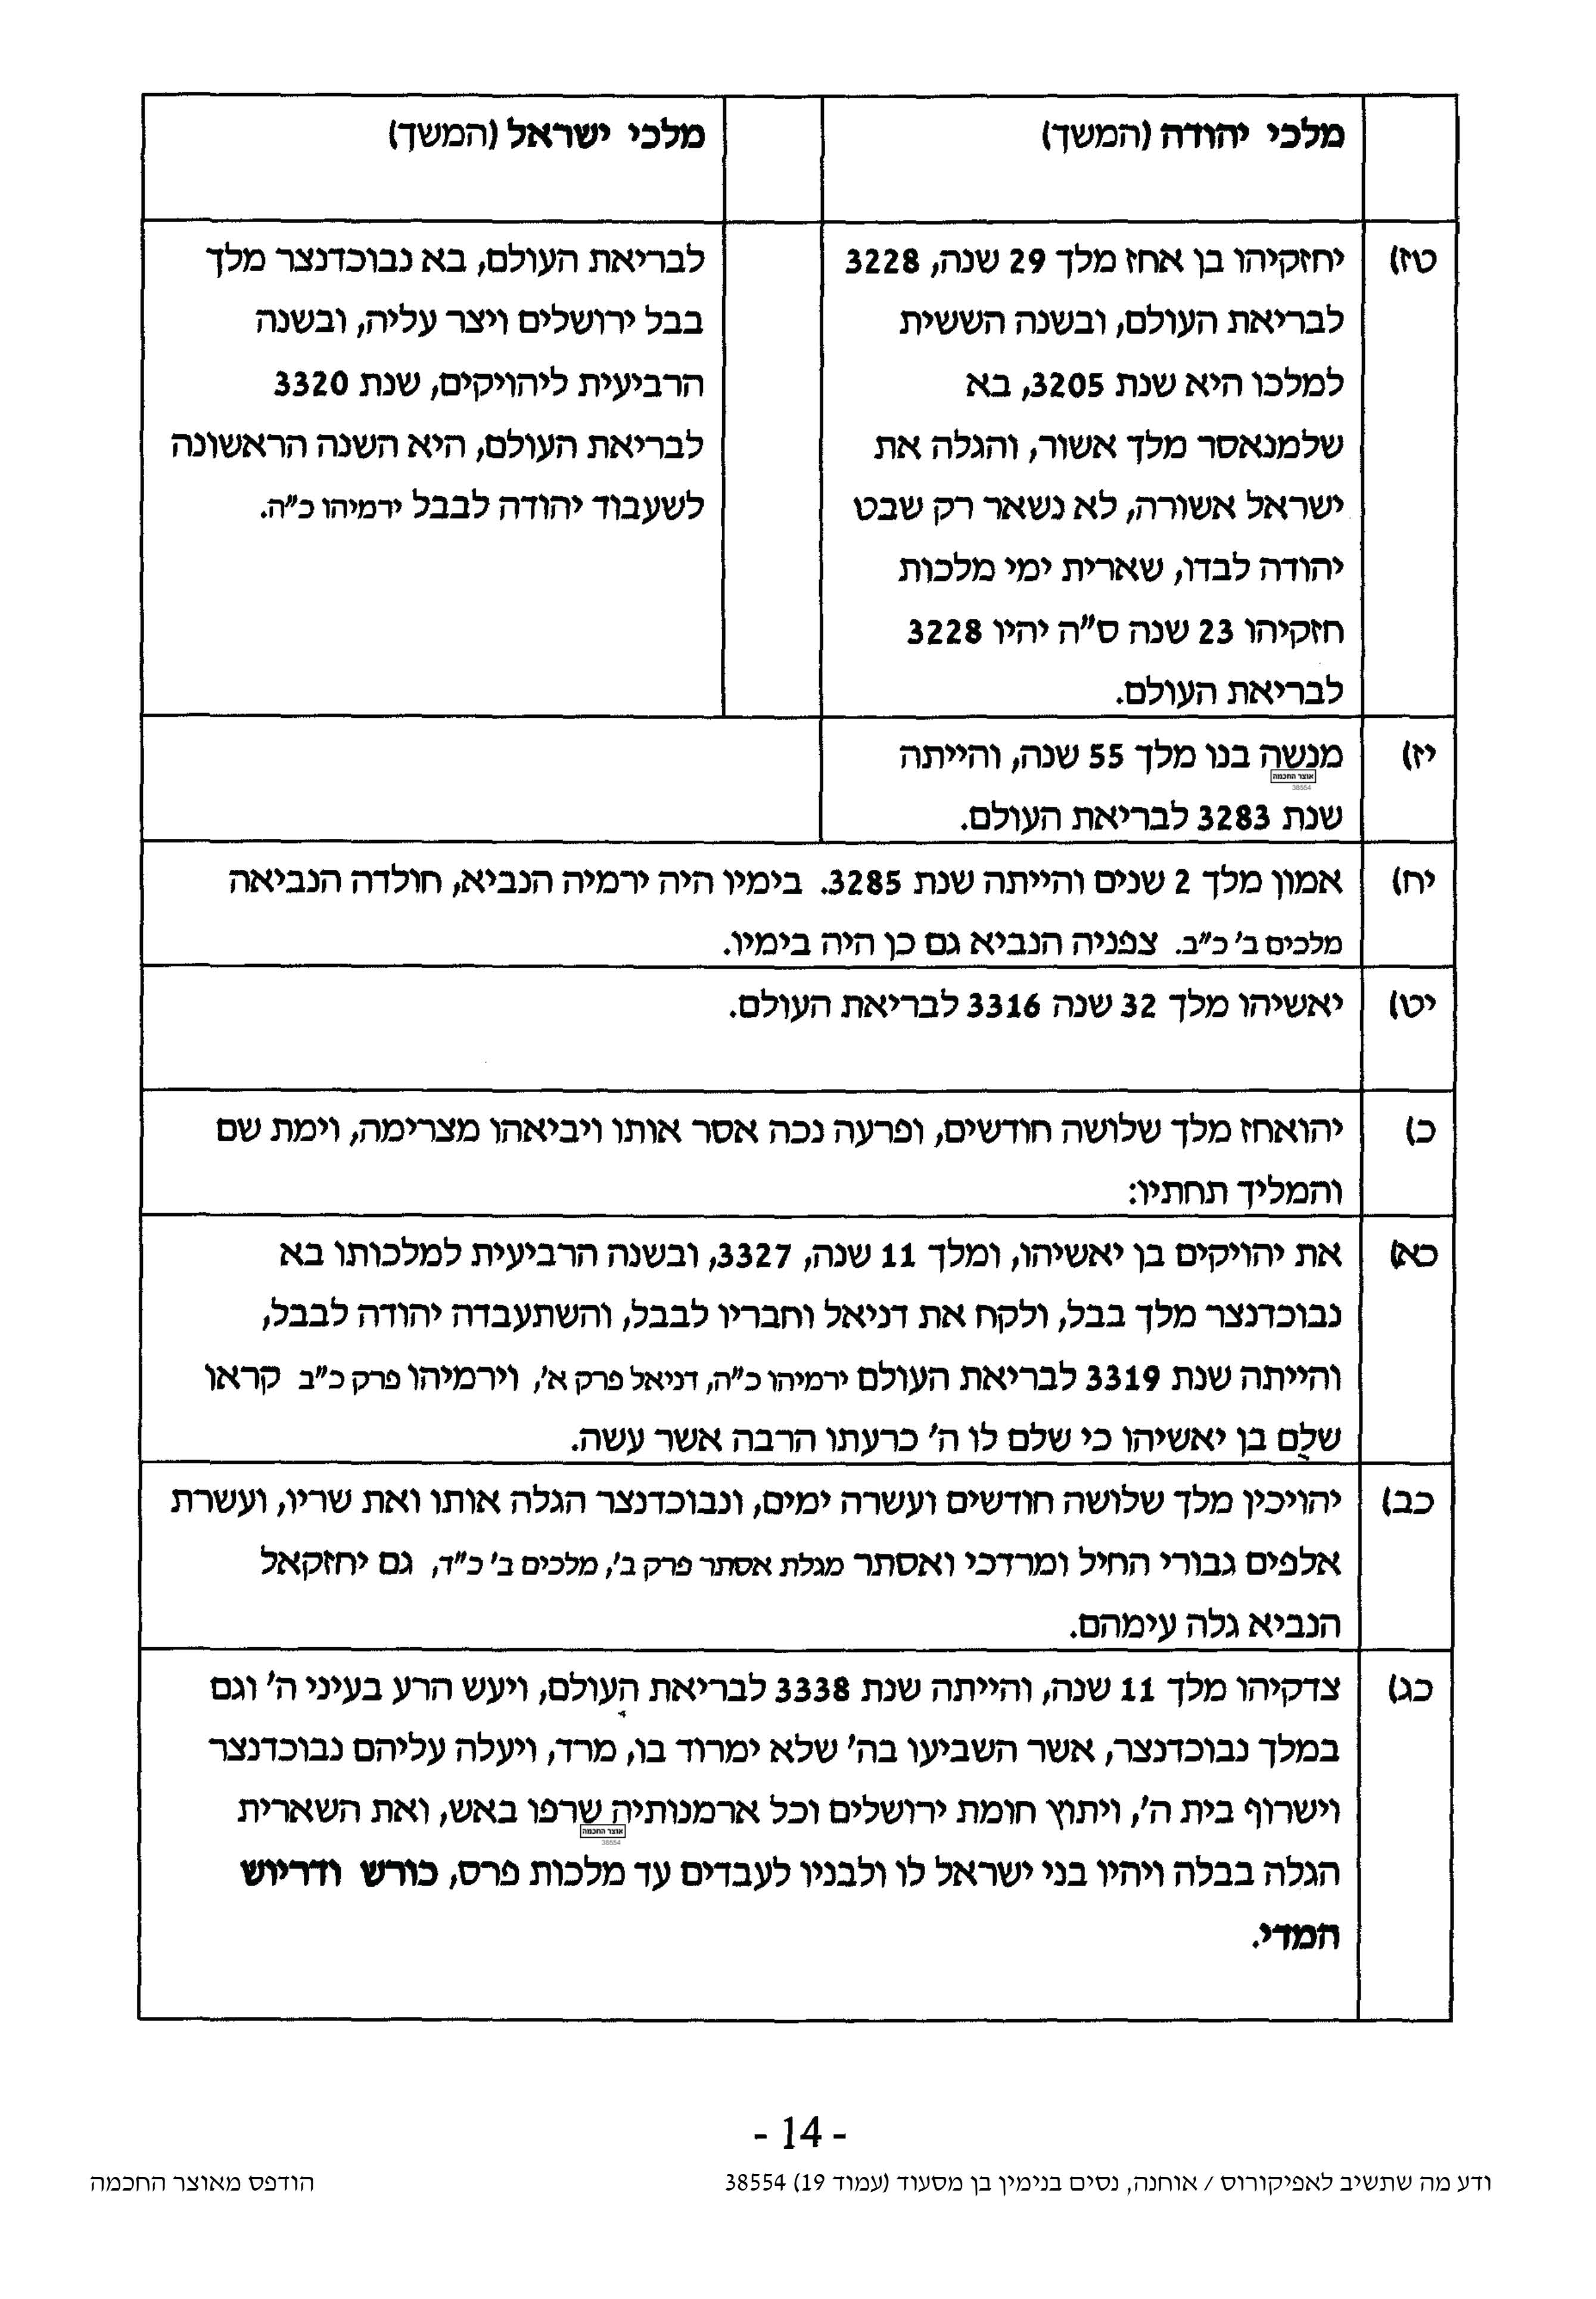 מלכי יהודה (המשך)
מלכי ישראל (המשך)
טז)
יחזקיהו בן אחז מלך 29 שנה, 3228
לבריאת העולם, ובשנה הששית
למלכו היא שנת 3205, בא
שלמנאסר מלך אשור, והגלה את
ישראל אשורה, לא נשאר רק שבט
יהודה לבדו, שארית ימי מלכות
חזקיהו 23 שנה ס"ה יהיו 3228
לבריאת העולם.
לבריאת העולם, בא נבוכדנצר מלך
בבל ירושלים ויצר עליה, ובשנה
הרביעית ליהויקים, שנת 3320
לבריאת העולם, היא השנה הראשונה
לשעבוד יהודה לבבל ירמיהו כ"ה.
יז)
מנשה בנו מלך 55 שנה, והייתה
אוצר החכמה
38554
שנת 3283 לבריאת העולם.
יח)
אמון מלך 2 שנים והייתה שנת 3285. בימיו היה ירמיה הנביא, חולדה הנביאה
מלכים ב' כ"ב. צפניה הנביא גם כן היה בימיו.
יט)
יאשיהו מלך 32 שנה 3316 לבריאת העולם.
כ)
יהואחז מלך שלושה חודשים, ופרעה נכה אסר אותו ויביאהו מצרימה, וימת שם
והמליך תחתיו:
כא)
את יהויקים בן יאשיהו, ומלך 11 שנה, 3327, ובשנה הרביעית למלכותו בא
נבוכדנצר מלך בבל, ולקח את דניאל וחבריו לבבל, והשתעבדה יהודה לבבל,
והייתה שנת 3319 לבריאת העולם ירמיהו כ"ה, דניאל פרק א', וירמיהו פרק כ"ב קראו
שלֻם בן יאשיהו כי שלם לו ה' כרעתו הרבה אשר עשה.
כב)
יהויכין מלך שלושה חודשים ועשרה ימים, ונבוכדנצר הגלה אותו ואת שריו, ועשרת
אלפים גבורי החיל ומרדכי ואסתר מגלת אסתר פרק ב', מלכים ב' כ"ד, גם יחזקאל
הנביא גלה עימהם.
כג)
צדקיהו מלך 11 שנה, והייתה שנת 3338 לבריאת העולם, ויעש הרע בעיני ה' וגם
במלך נבוכדנצר, אשר השביעו בה' שלא ימרוד בו, מרד, ויעלה עליהם נבוכדנצר
וישרוף בית ה', ויתוץ חומת ירושלים וכל ארמנותיה שרפו באש, ואת השארית
אוצר החכמה
38554
הגלה בבלה ויהיו בני ישראל לו ולבניו לעבדים עד מלכות פרס, כורש ודריוש
המדי.
- 14 -
ודע מה שתשיב לאפיקורוס / אוחנה, נסים בנימין בן מסעוד (עמוד 19) 38554
הודפס מאוצר החכמה